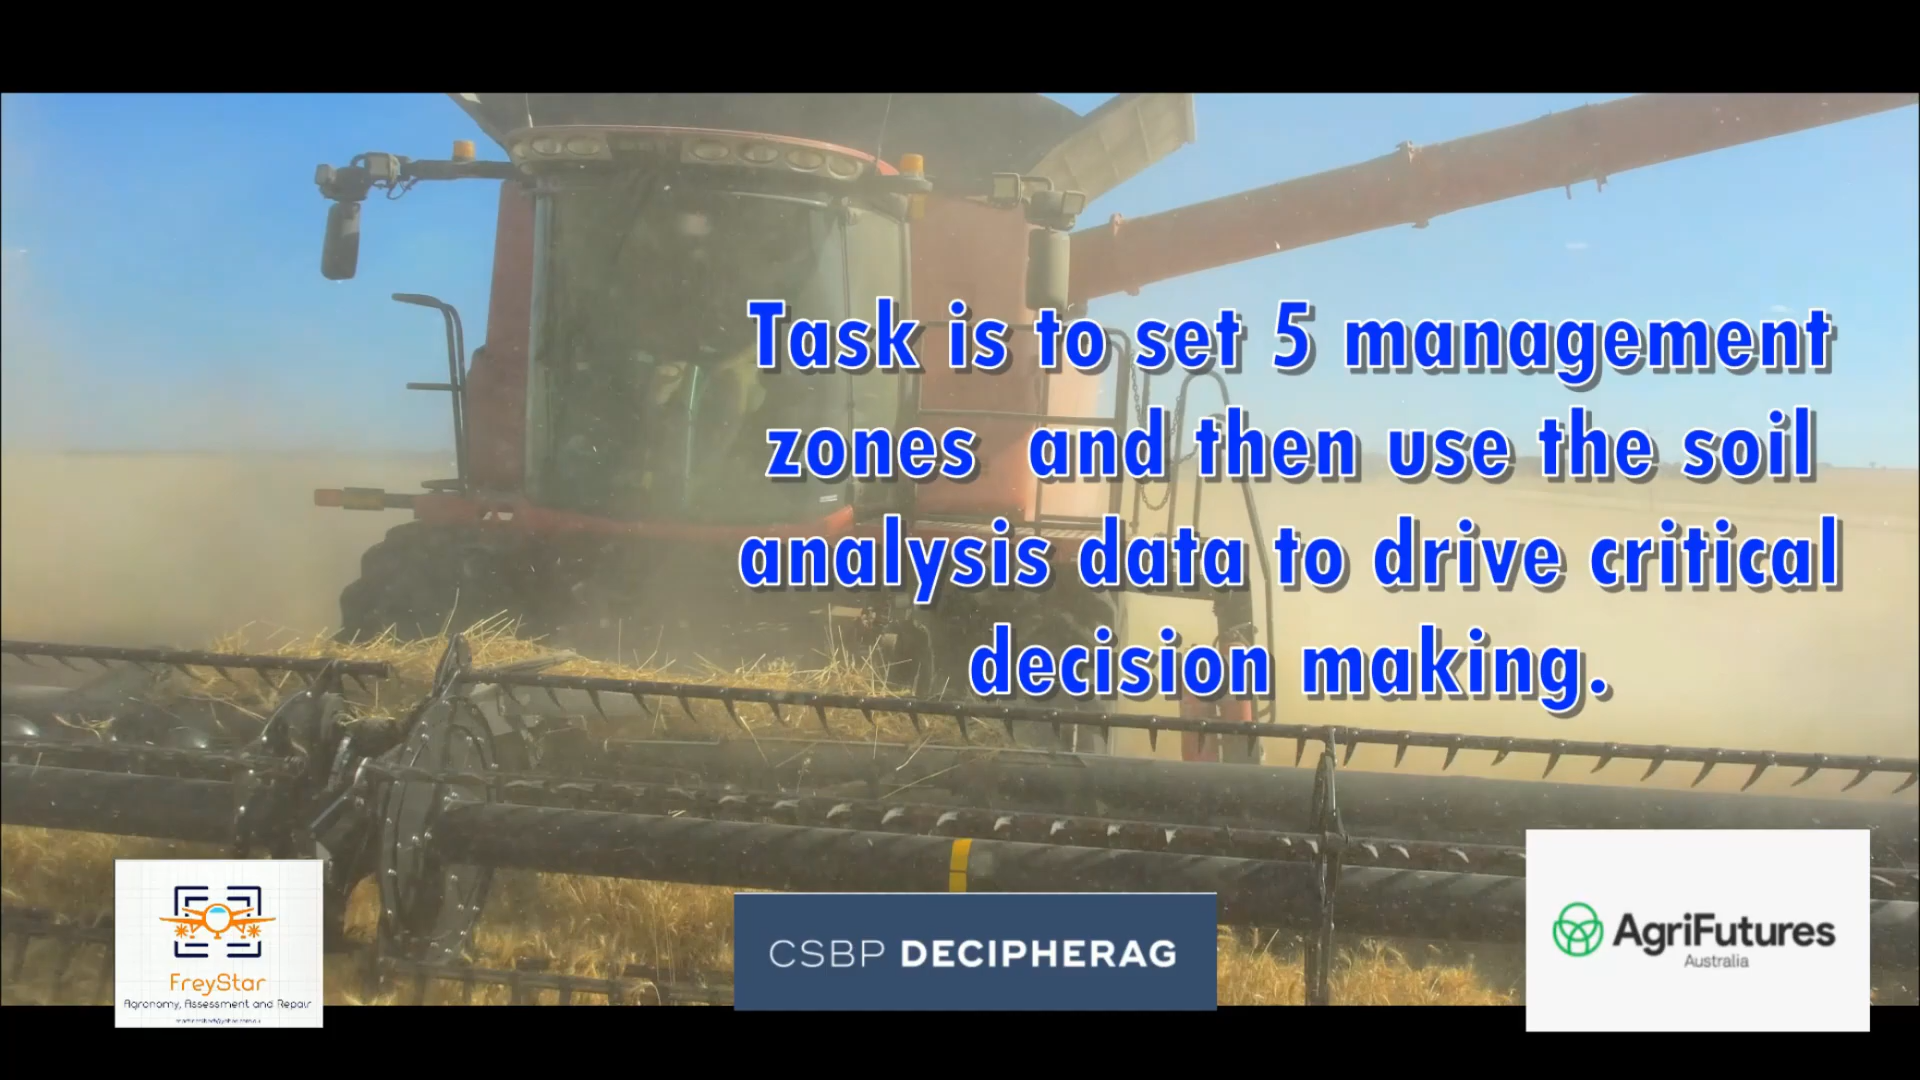 Task is to set 5 management
zones and then use the soil
analysis data to drive critical
decision making.
FreyStar
Agronomy, Assessment and Repair
CSBP DECIPHERAG
AgriFutures
Australia